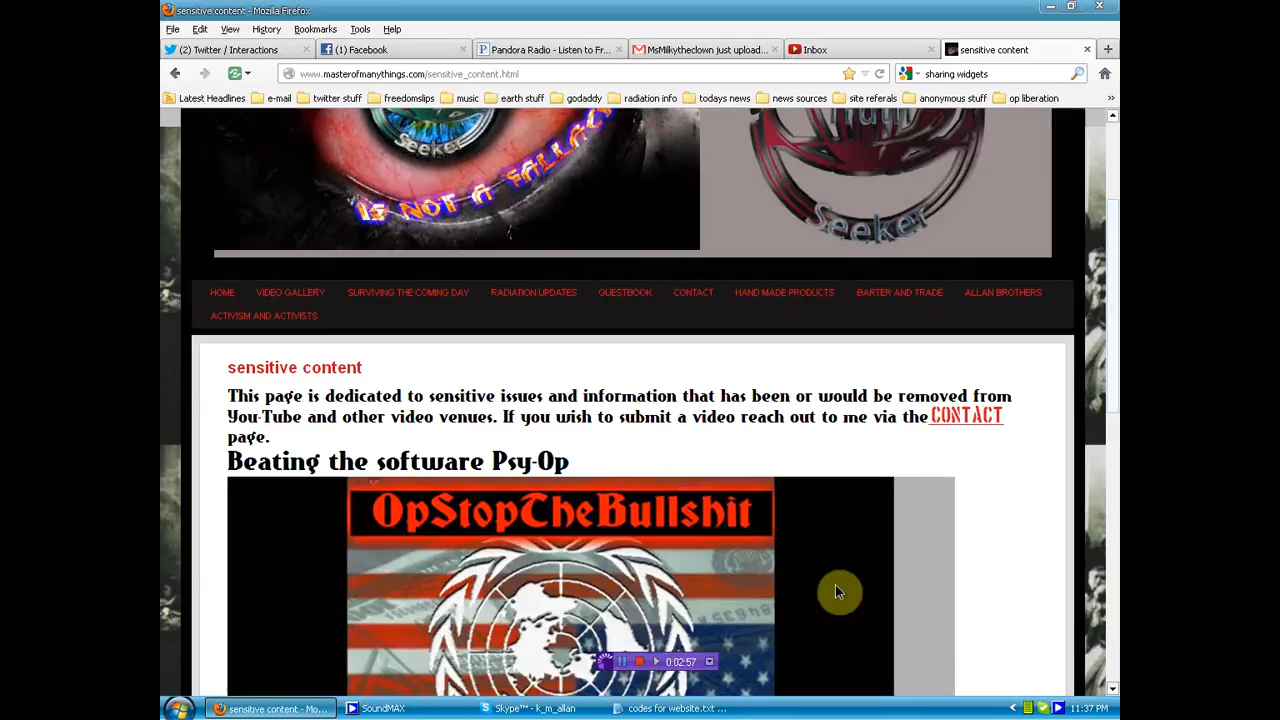 sensitive content - Mozilla Firefox
File Edit View History Bookmarks Tools Help
(2) Twitter / Interactions (1) Facebook Pandora Radio - Listen to Fr... MsMilkytheclown just upload... Inbox sensitive content
www.masterofmanythings.com/sensitive_content.html sharing widgets
Latest Headlines e-mail twitter stuff freedomslips music earth stuff godaddy radiation info todays news news sources site referals anonymous stuff op liberation
Seeker
IS NOT A FALLACY
Truth
Seeker
HOME VIDEO GALLERY SURVIVING THE COMING DAY RADIATION UPDATES GUESTBOOK CONTACT HAND MADE PRODUCTS BARTER AND TRADE ALLAN BROTHERS
ACTIVISM AND ACTIVISTS
sensitive content
This page is dedicated to sensitive issues and information that has been or would be removed from
You-Tube and other video venues. If you wish to submit a video reach out to me via the CONTACT
page.
Beating the software Psy-Op
OpStopTheBullshit
0:02:57
sensitive content - Mo... SoundMAX Skype™ - k_m_allan codes for website.txt ... 11:37 PM